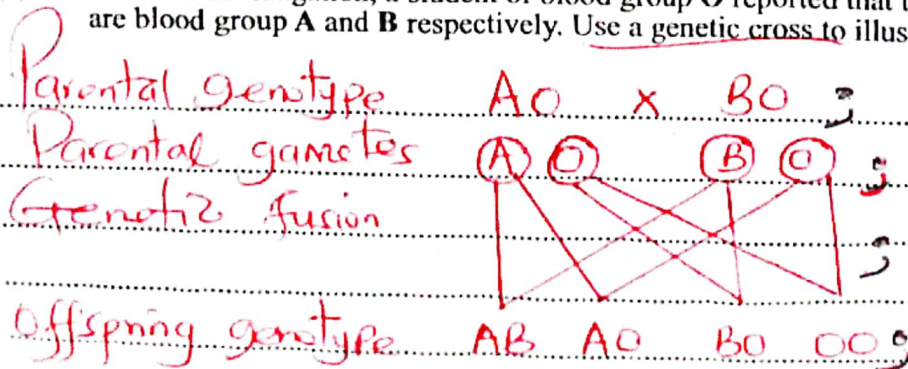 are blood group A and B respectively. Use a genetic cross to illus
Parental genotype AO x BO ;
Parental gametes A O B O ;
fusion ;
Offspring genotype AB AO BO OO ;